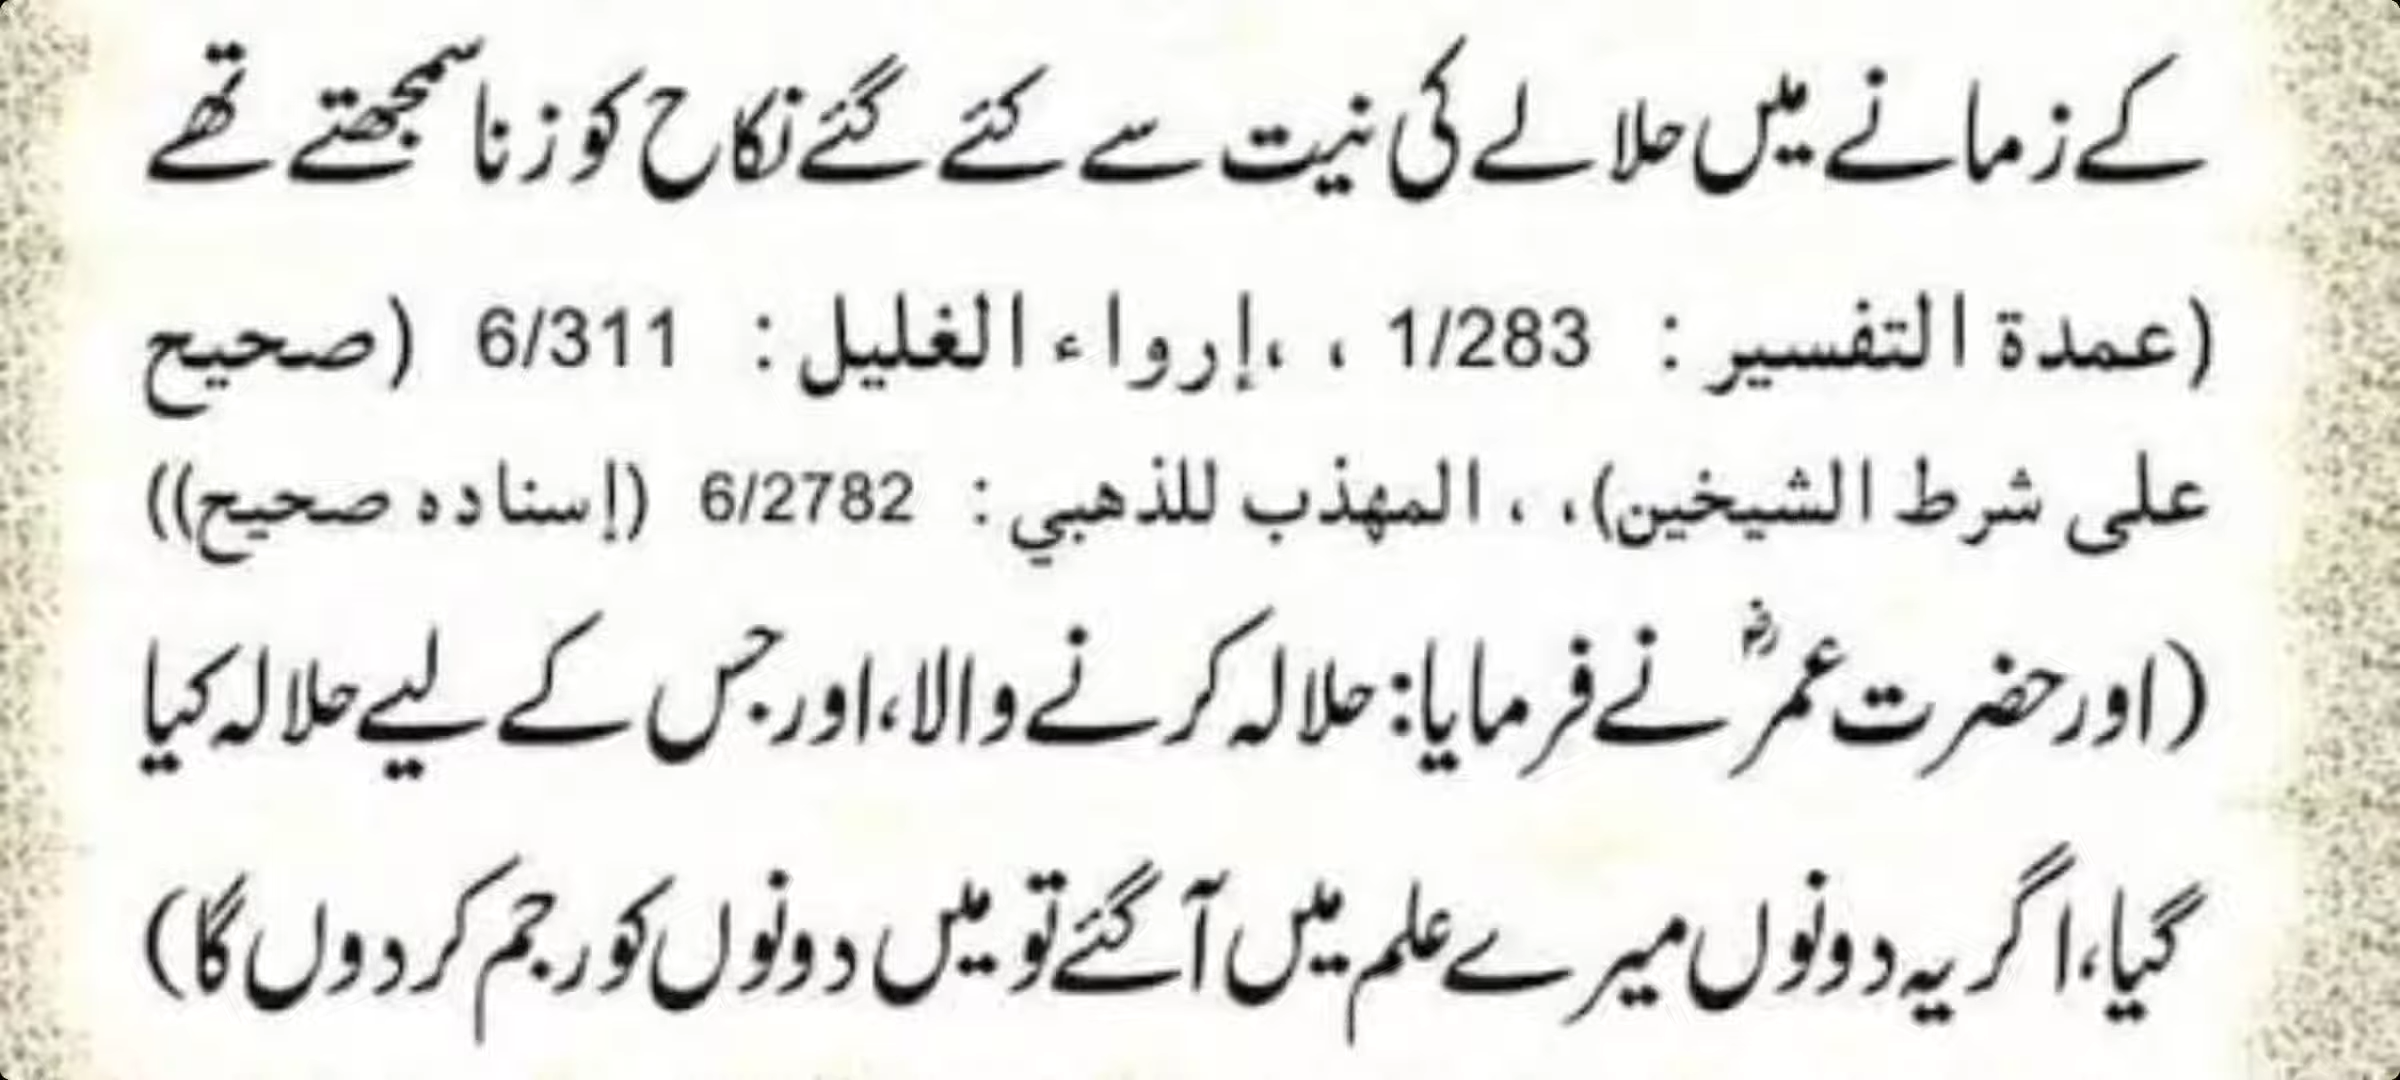 کے زمانے میں حلالے کی نیت سے کئے گئے نکاح کو زنا سمجھتے تھے
(عمدة التفسير : 1/283 ، ،إرواء الغليل : 6/311 (صحيح
على شرط الشيخين)، ، المهذب للذهبي : 6/2782 (إسناده صحيح))
(اور حضرت عمرؓ نے فرمایا: حلالہ کرنے والا، اور جس کے لیے حلالہ کیا
گیا، اگر یہ دونوں میرے علم میں آ گئے تو میں دونوں کو رجم کر دوں گا)